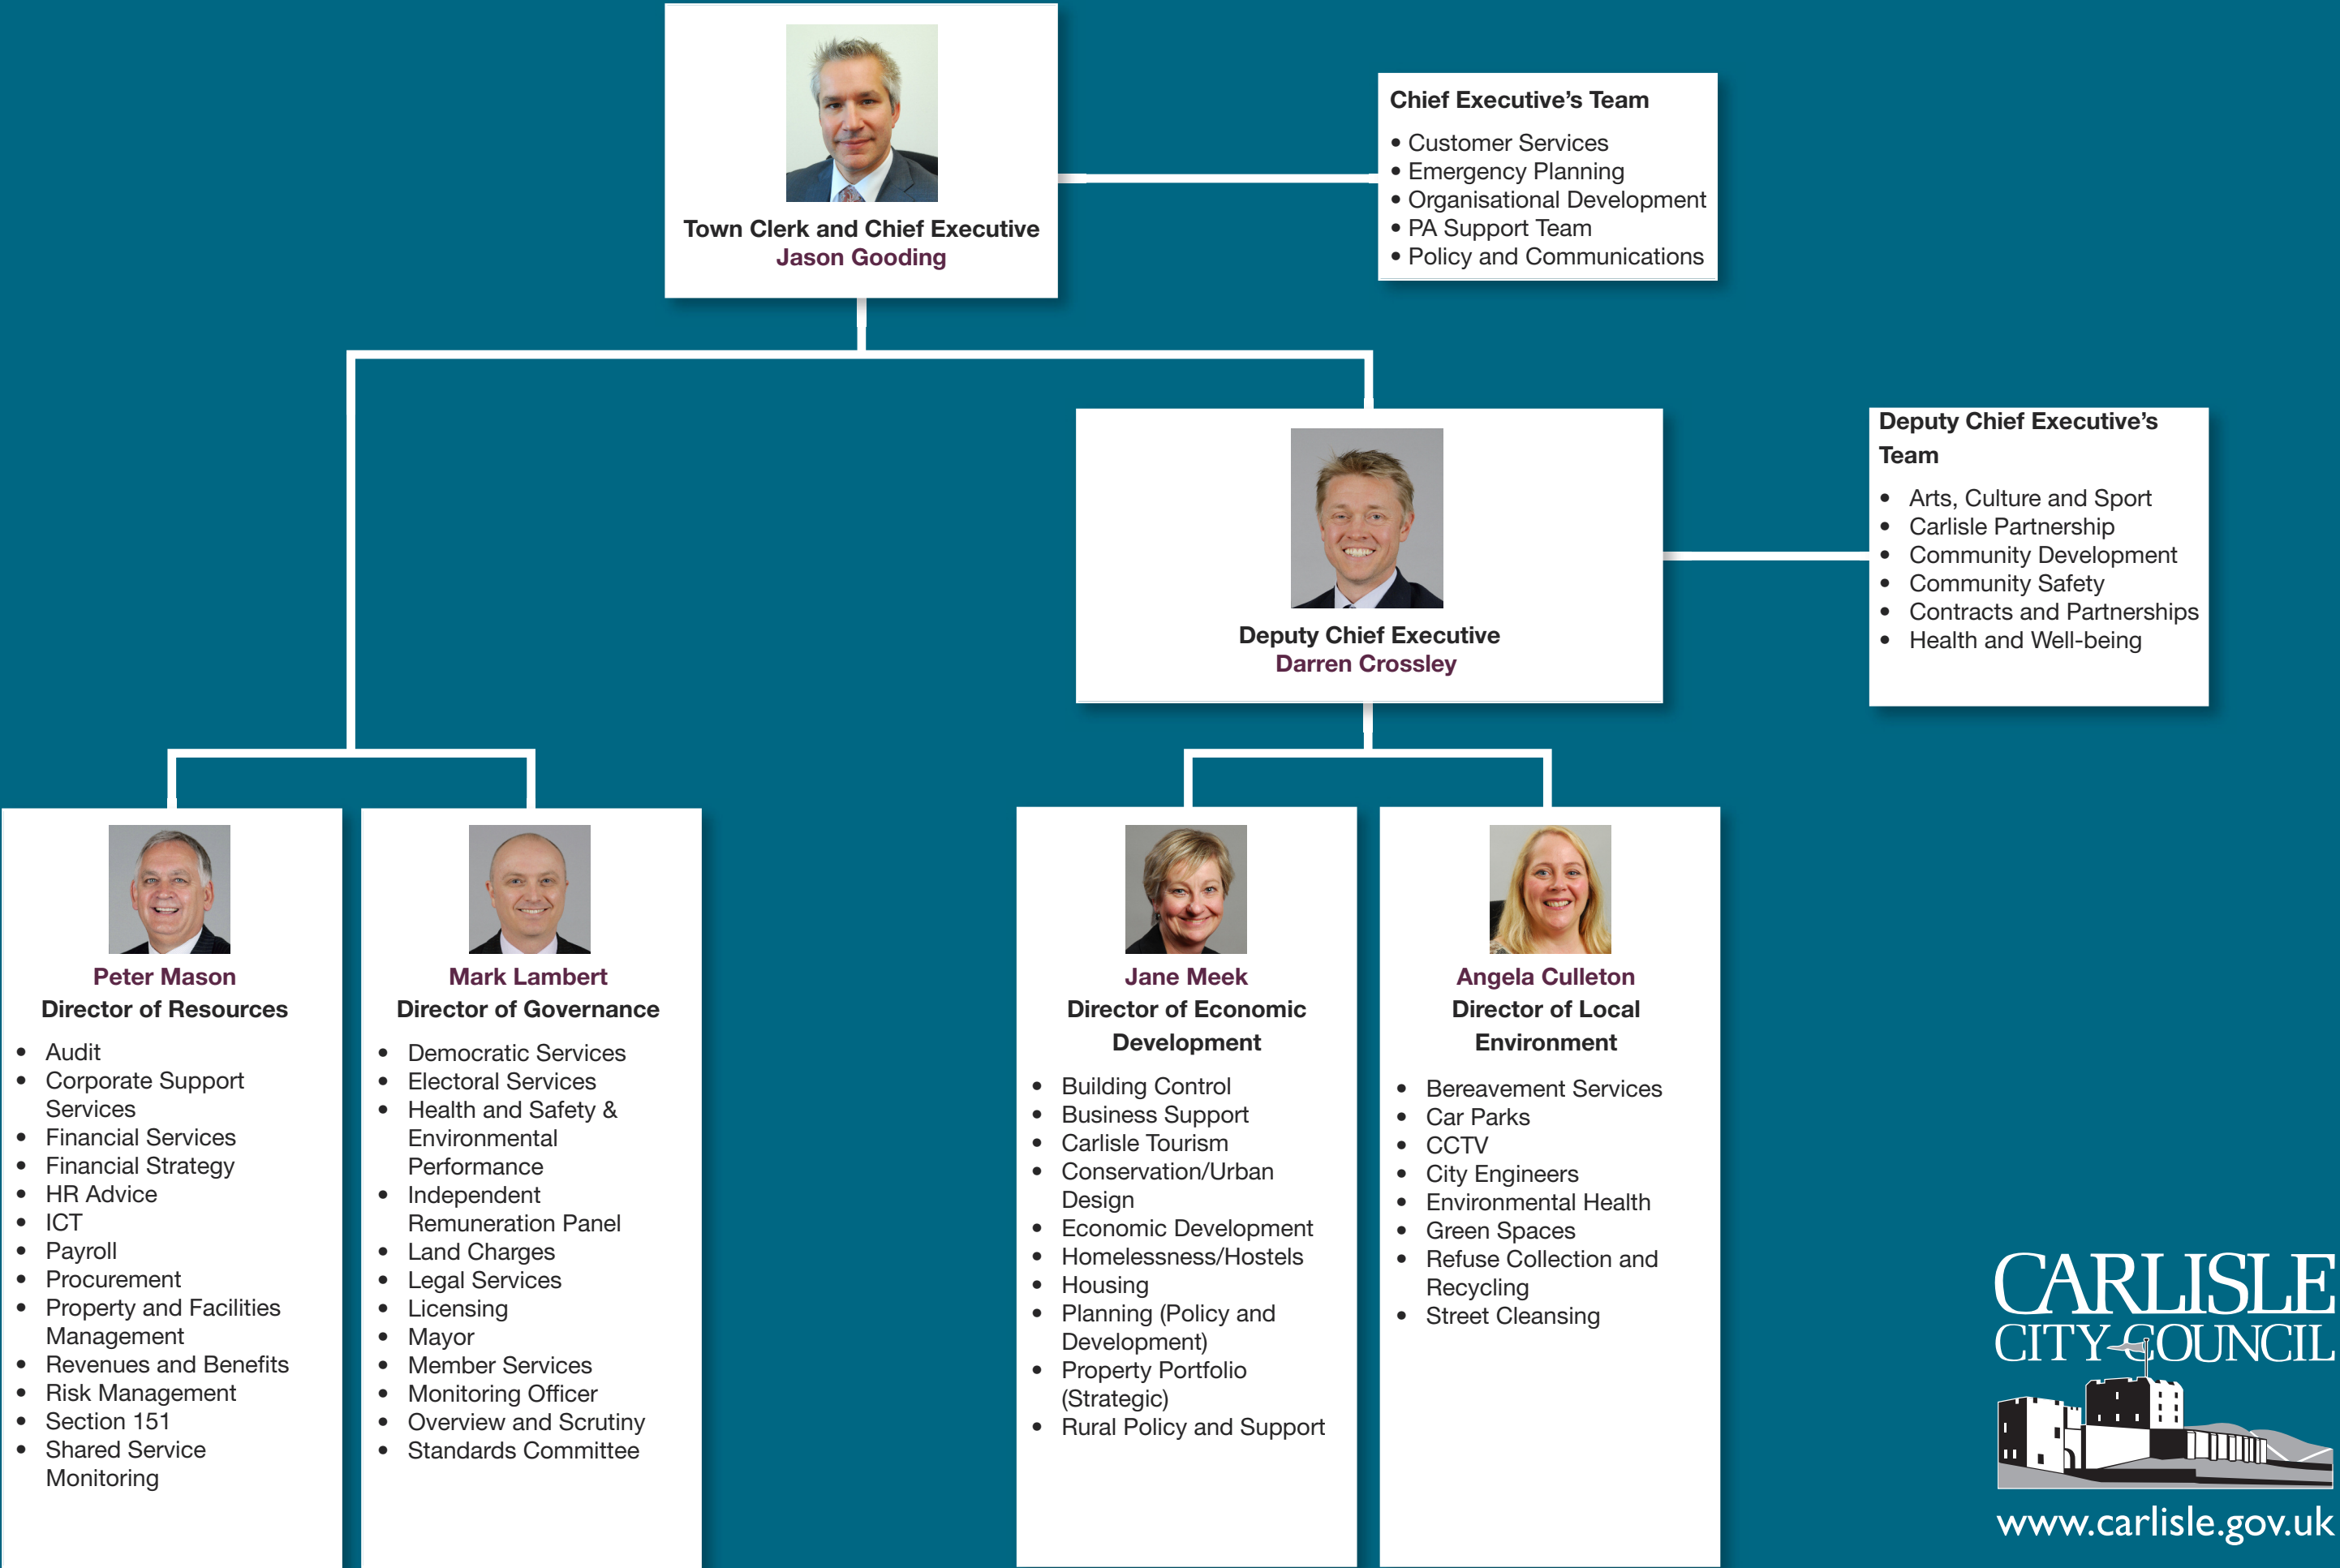 Town Clerk and Chief Executive
Jason Gooding
Chief Executive’s Team
• Customer Services
• Emergency Planning
• Organisational Development
• PA Support Team
• Policy and Communications
Deputy Chief Executive
Darren Crossley
Deputy Chief Executive’s
Team
• Arts, Culture and Sport
• Carlisle Partnership
• Community Development
• Community Safety
• Contracts and Partnerships
• Health and Well-being
Peter Mason
Director of Resources
• Audit
• Corporate Support
Services
• Financial Services
• Financial Strategy
• HR Advice
• ICT
• Payroll
• Procurement
• Property and Facilities
Management
• Revenues and Benefits
• Risk Management
• Section 151
• Shared Service
Monitoring
Mark Lambert
Director of Governance
• Democratic Services
• Electoral Services
• Health and Safety &
Environmental
Performance
• Independent
Remuneration Panel
• Land Charges
• Legal Services
• Licensing
• Mayor
• Member Services
• Monitoring Officer
• Overview and Scrutiny
• Standards Committee
Jane Meek
Director of Economic
Development
• Building Control
• Business Support
• Carlisle Tourism
• Conservation/Urban
Design
• Economic Development
• Homelessness/Hostels
• Housing
• Planning (Policy and
Development)
• Property Portfolio
(Strategic)
• Rural Policy and Support
Angela Culleton
Director of Local
Environment
• Bereavement Services
• Car Parks
• CCTV
• City Engineers
• Environmental Health
• Green Spaces
• Refuse Collection and
Recycling
• Street Cleansing
CARLISLE
CITY COUNCIL
www.carlisle.gov.uk